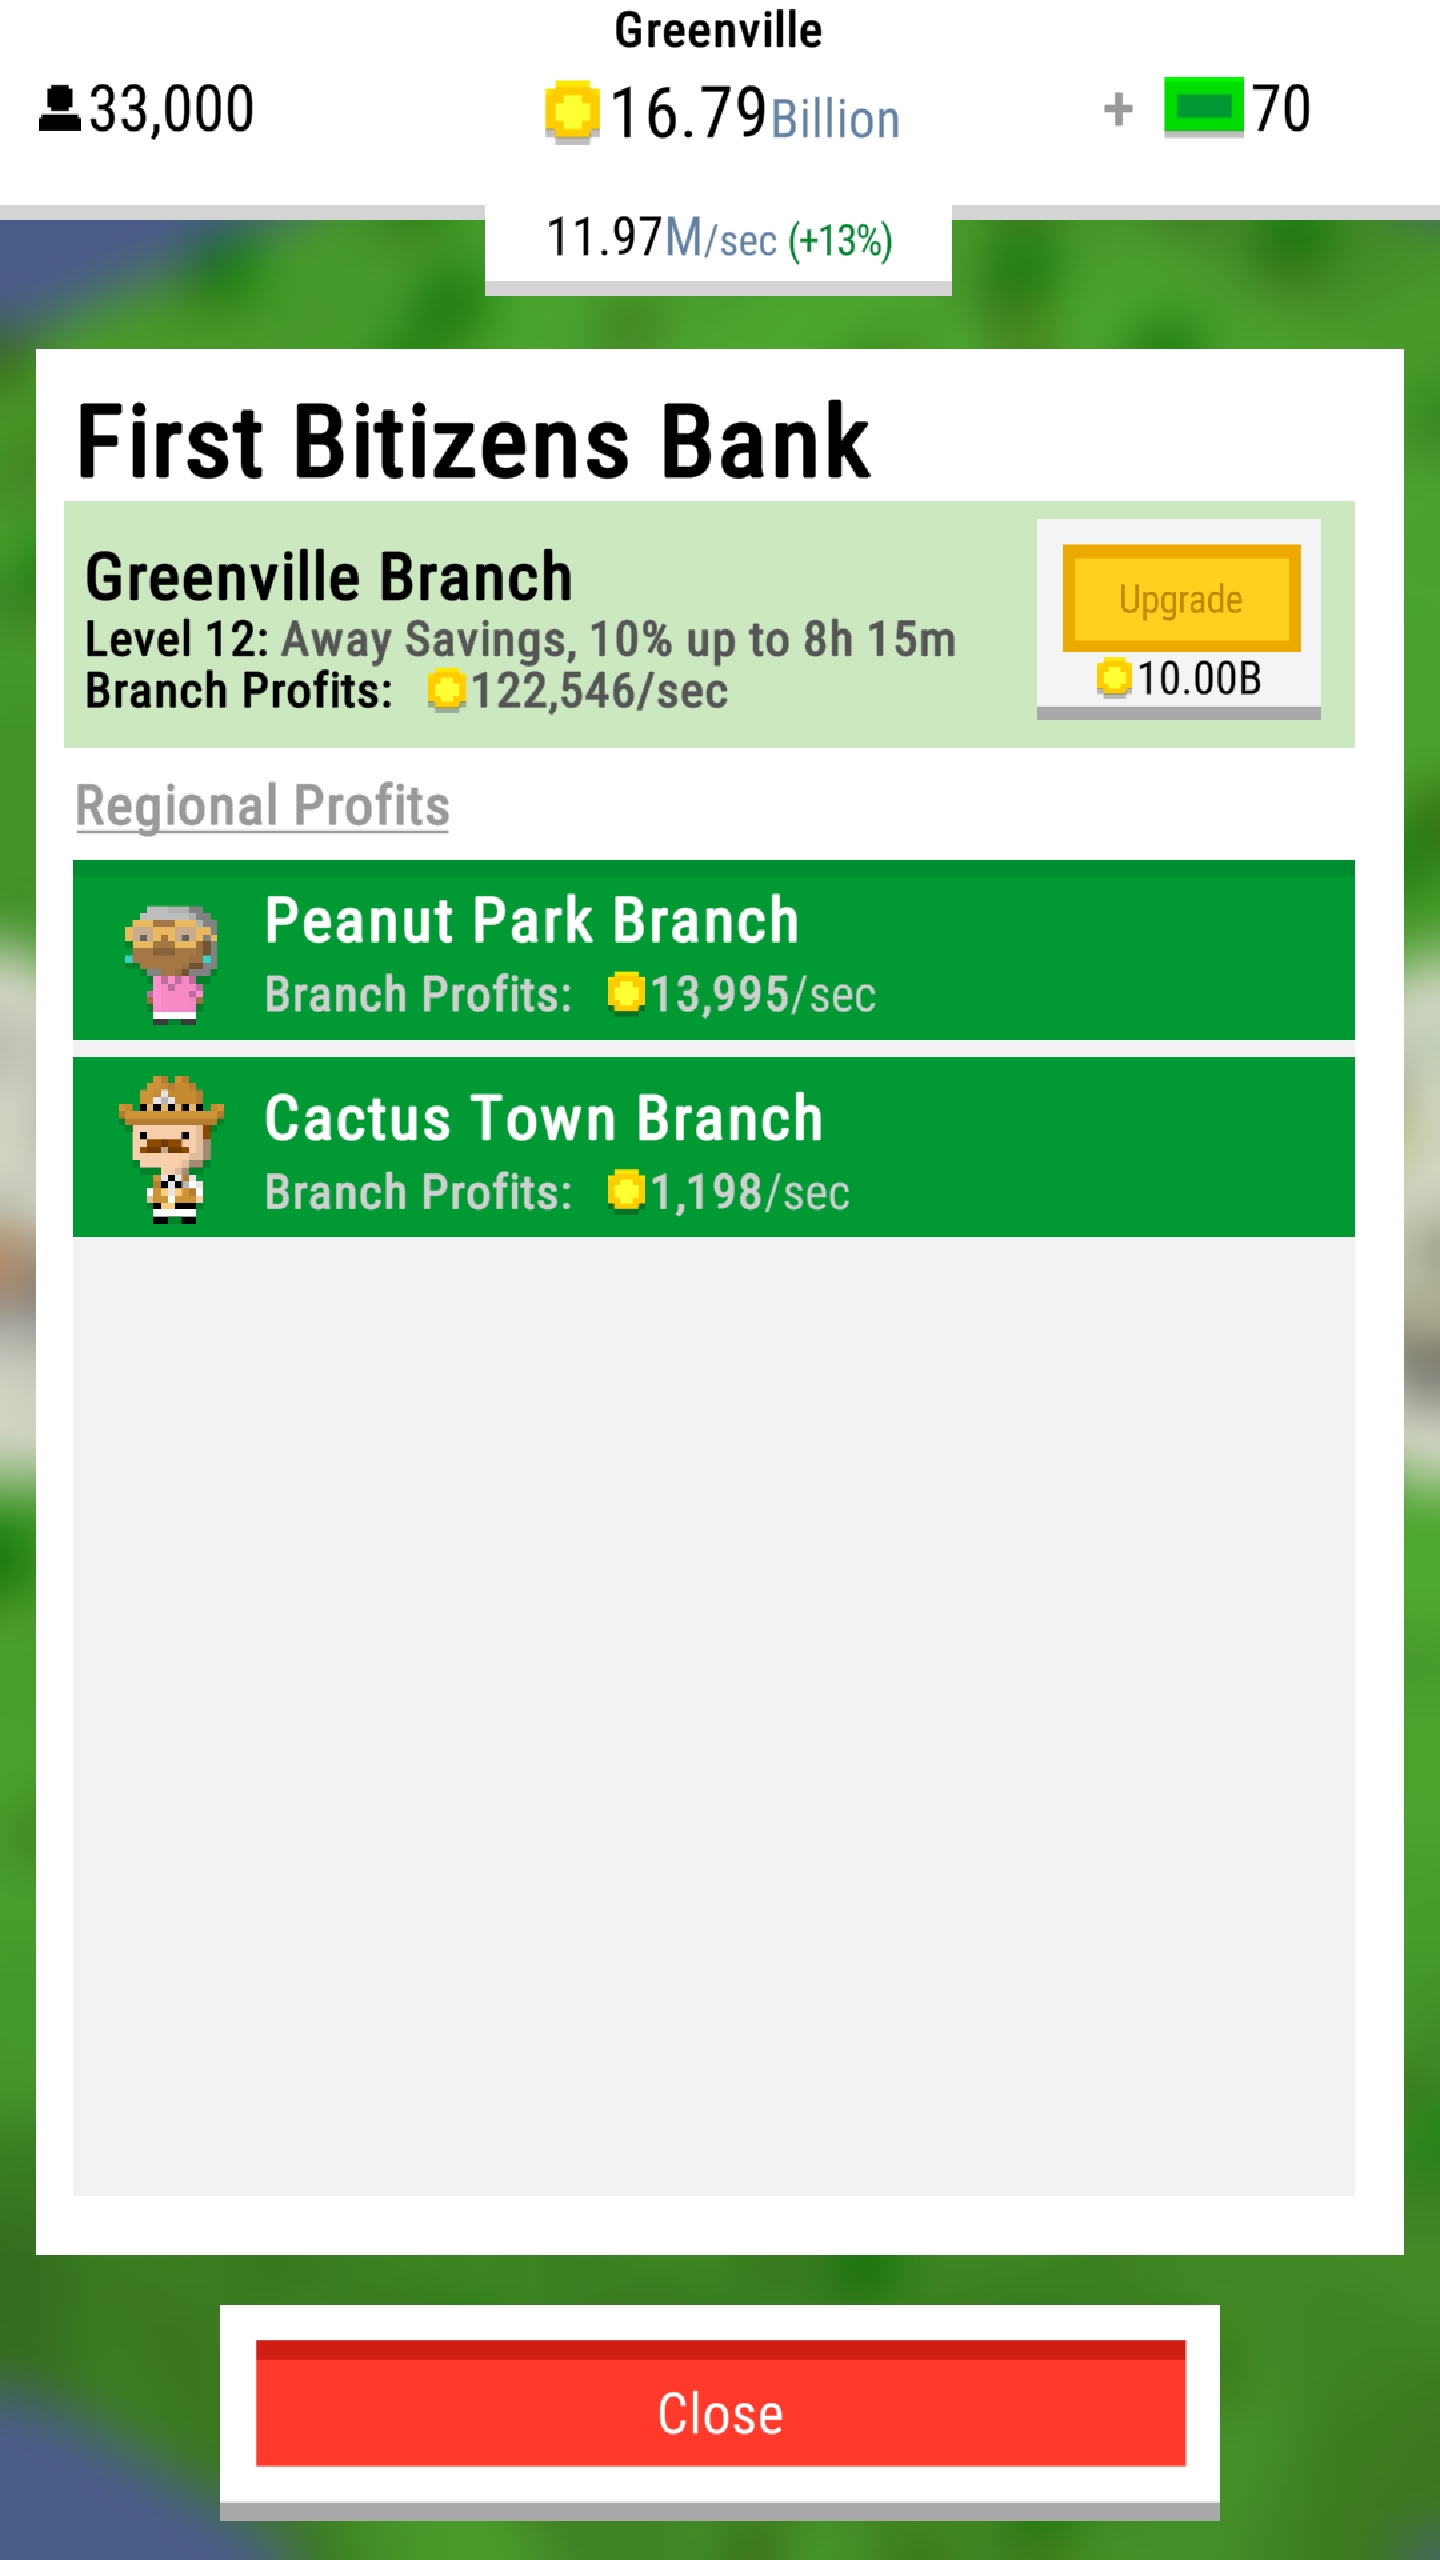 Greenville
33,000
16.79Billion
+ 70
11.97M/sec (+13%)
First Bitizens Bank
Greenville Branch
Level 12: Away Savings, 10% up to 8h 15m
Branch Profits: 122,546/sec
Upgrade
10.00B
Regional Profits
Peanut Park Branch
Branch Profits: 13,995/sec
Cactus Town Branch
Branch Profits: 1,198/sec
Close